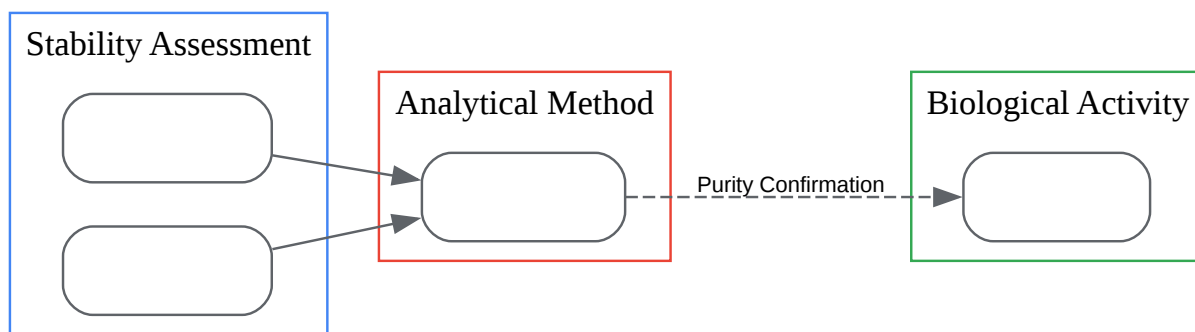 Stability Assessment
Analytical Method
Purity Confirmation
Biological Activity